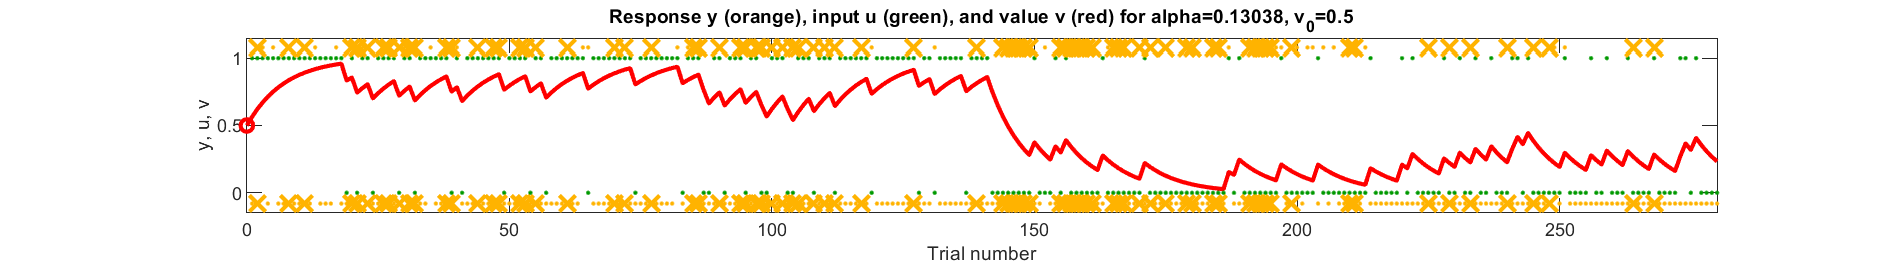 Response y (orange), input u (green), and value v (red) for alpha=0.13038, v0=0.5
y, u, v
1
0.5
0
0 50 100 150 200 250
Trial number